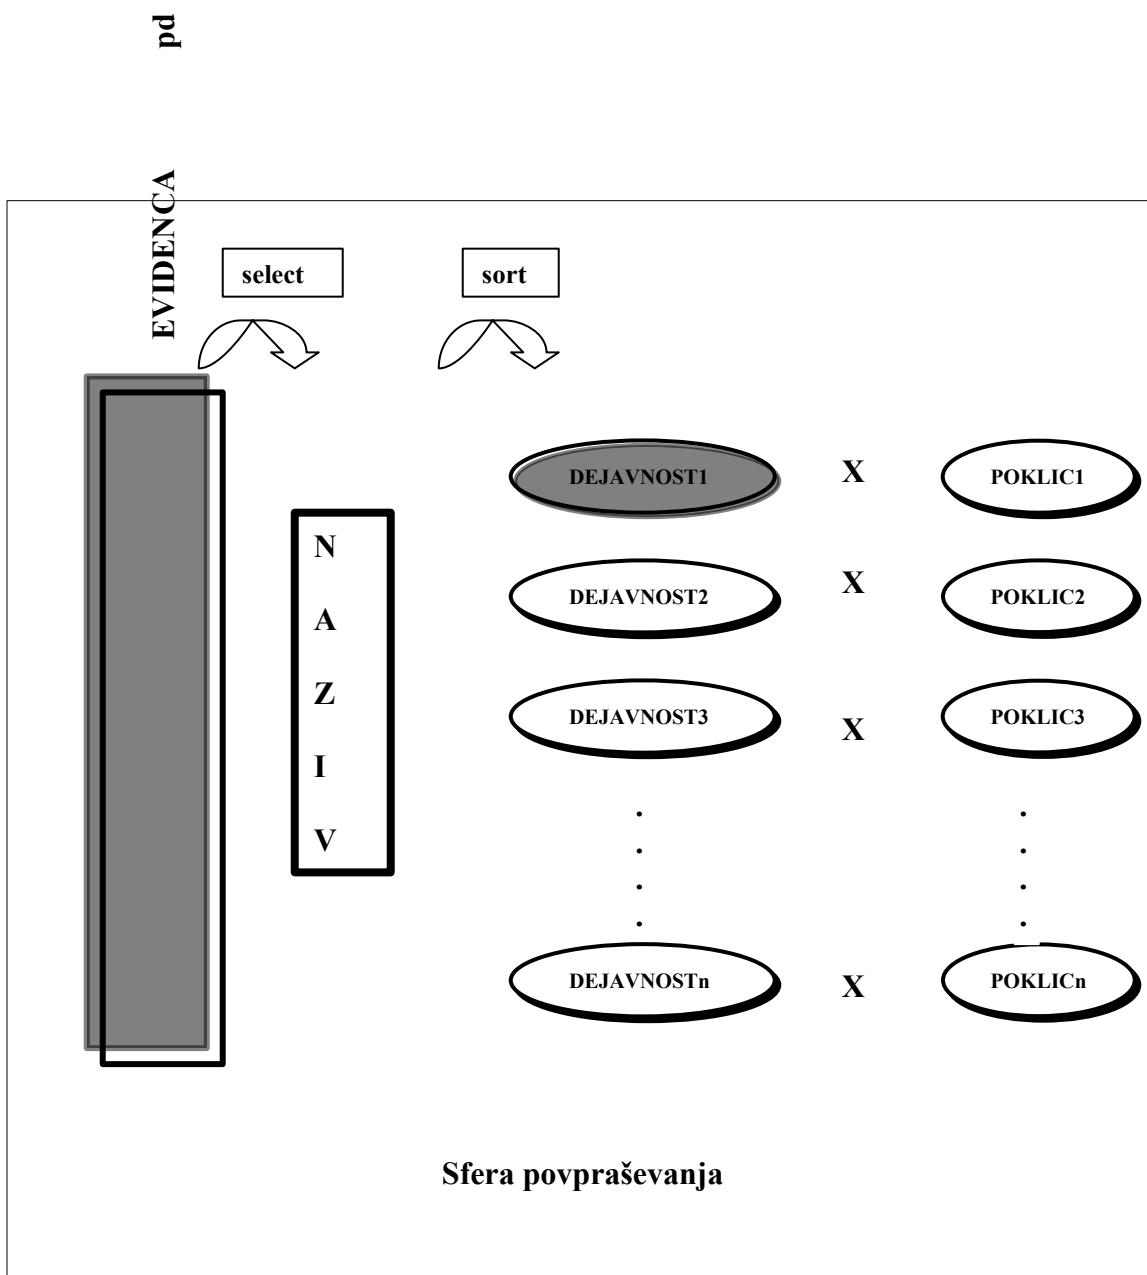 EVIDENCA pd
select
sort
N
A
Z
I
V
DEJAVNOST1 X POKLIC1
DEJAVNOST2 X POKLIC2
DEJAVNOST3 X POKLIC3
. .
. .
. .
. .
DEJAVNOSTn X POKLICn
Sfera povpraševanja